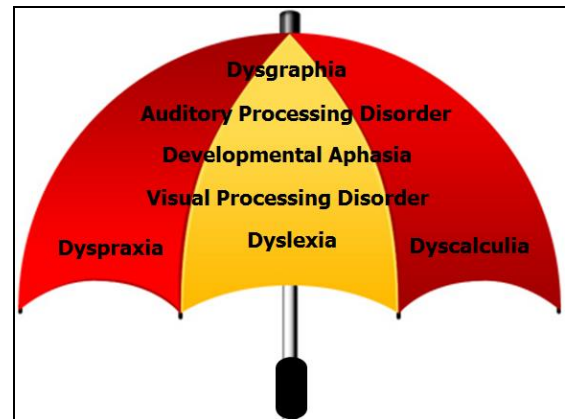 Dysgraphia
Auditory Processing Disorder
Developmental Aphasia
Visual Processing Disorder
Dyspraxia
Dyslexia
Dyscalculia